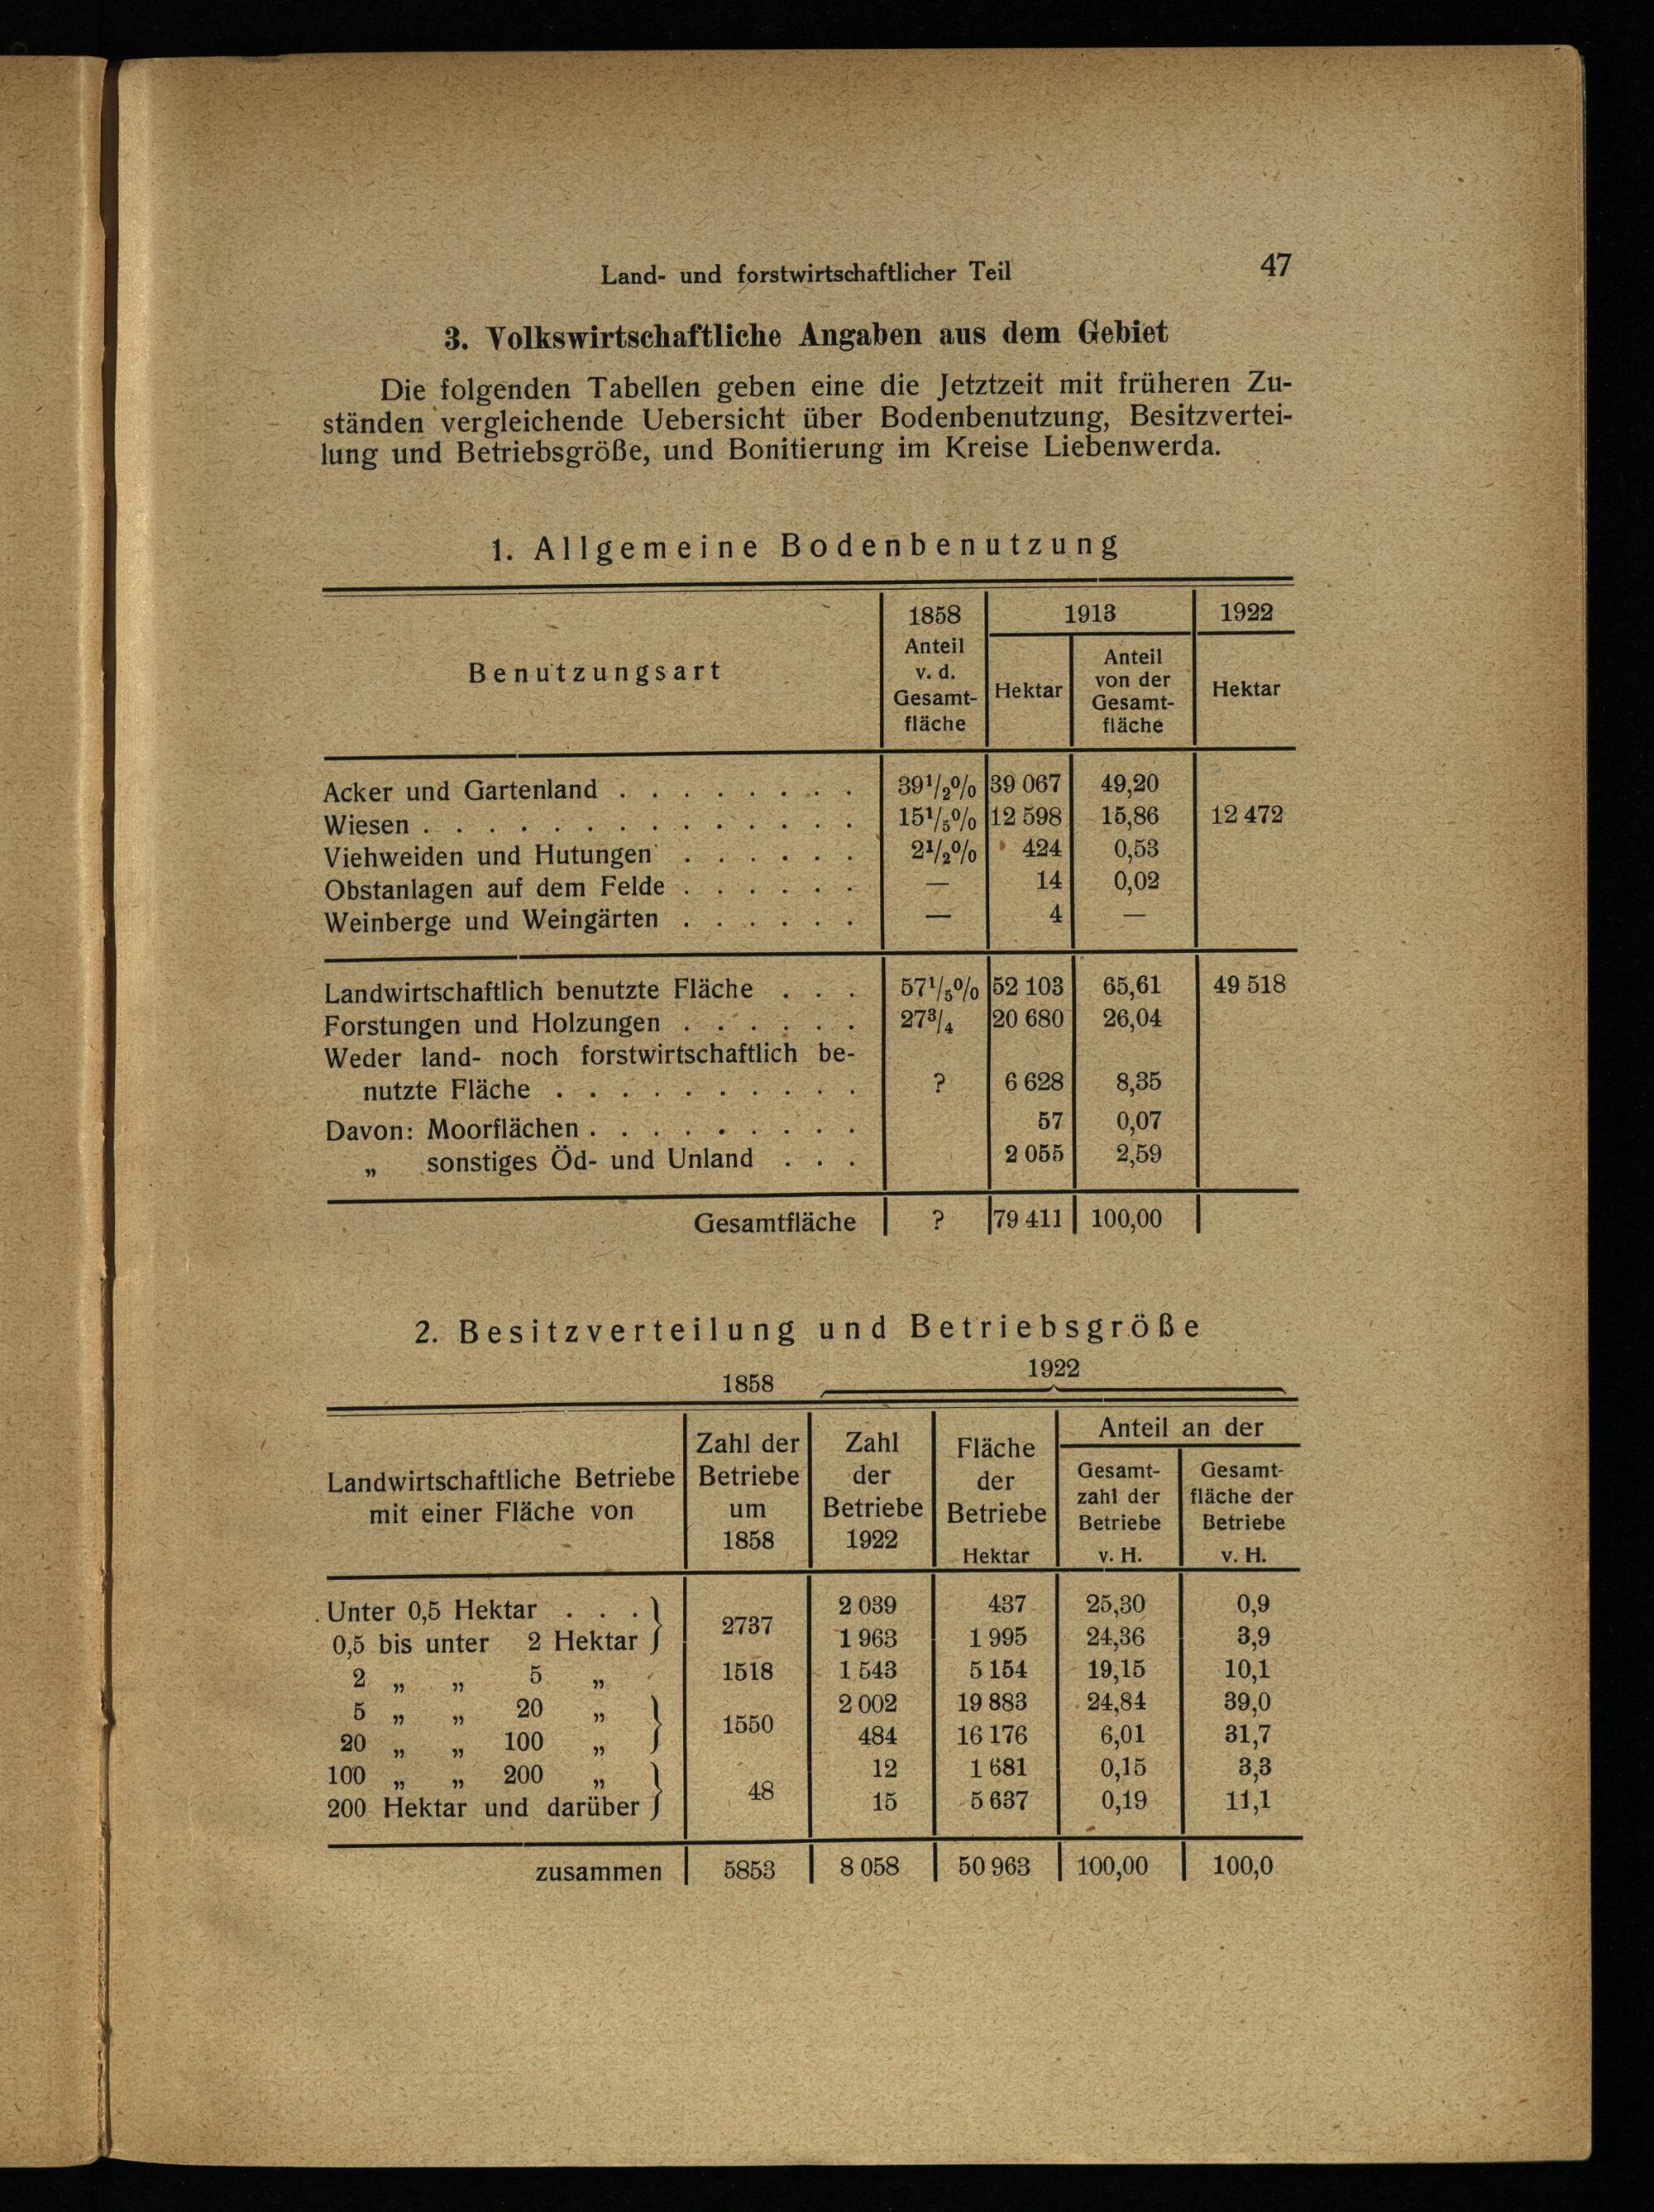 Land- und forstwirtschaftlicher Teil 47
3. Volkswirtschaftliche Angaben aus dem Gebiet
Die folgenden Tabellen geben eine die Jetztzeit mit früheren Zu-
ständen vergleichende Uebersicht über Bodenbenutzung, Besitzvertei-
lung und Betriebsgröße, und Bonitierung im Kreise Liebenwerda.
1. Allgemeine Bodenbenutzung
Benutzungsart
1858
Anteil
v. d.
Gesamt-
fläche
1913
Hektar
Anteil
von der
Gesamt-
fläche
1922
Hektar
Acker und Gartenland . . . . . . . . 39¹/₂% 39 067 49,20
Wiesen . . . . . . . . . . . . . . 15¹/₅% 12 598 15,86 12 472
Viehweiden und Hutungen . . . . . . 2¹/₂% 424 0,53
Obstanlagen auf dem Felde . . . . . . — 14 0,02
Weinberge und Weingärten . . . . . . — 4 —
Landwirtschaftlich benutzte Fläche . . . 57¹/₅% 52 103 65,61 49 518
Forstungen und Holzungen . . . . . . 27³/₄ 20 680 26,04
Weder land- noch forstwirtschaftlich be-
nutzte Fläche . . . . . . . . . . ? 6 628 8,35
Davon: Moorflächen . . . . . . . . . 57 0,07
„ sonstiges Öd- und Unland . . . 2 055 2,59
Gesamtfläche ? 79 411 100,00
2. Besitzverteilung und Betriebsgröße
1858 1922
Landwirtschaftliche Betriebe
mit einer Fläche von
Zahl der
Betriebe
um
1858
Zahl
der
Betriebe
1922
Fläche
der
Betriebe
Hektar
Anteil an der
Gesamt-
zahl der
Betriebe
v. H.
Gesamt-
fläche der
Betriebe
v. H.
Unter 0,5 Hektar . . . 2 039 437 25,30 0,9
2737
0,5 bis unter 2 Hektar 1 963 1 995 24,36 3,9
2 „ „ 5 „ 1518 1 543 5 154 19,15 10,1
5 „ „ 20 „ 2 002 19 883 24,84 39,0
1550
20 „ „ 100 „ 484 16 176 6,01 31,7
100 „ „ 200 „ 12 1 681 0,15 3,3
48
200 Hektar und darüber 15 5 637 0,19 11,1
zusammen 5853 8 058 50 963 100,00 100,0